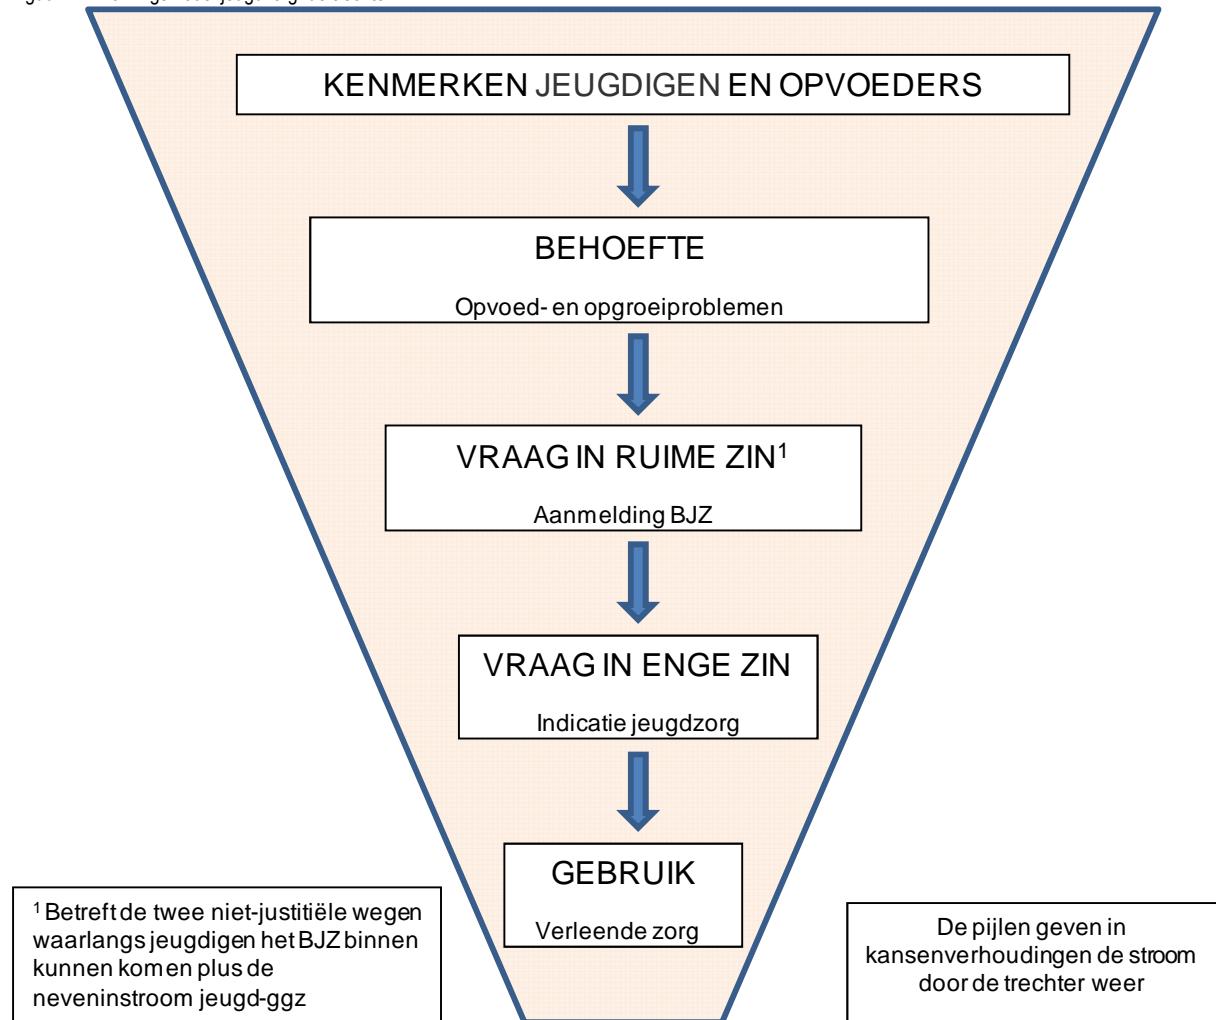 KENMERKEN JEUGDIGEN EN OPVOEDERS
BEHOEFTE
Opvoed- en opgroeiproblemen
VRAAG IN RUIME ZIN¹
Aanmelding BJZ
VRAAG IN ENGE ZIN
Indicatie jeugdzorg
GEBRUIK
Verleende zorg
¹ Betreft de twee niet-justitiële wegen
waarlangs jeugdigen het BJZ binnen
kunnen komen plus de
neveninstroom jeugd-ggz
De pijlen geven in
kansenverhoudingen de stroom
door de trechter weer